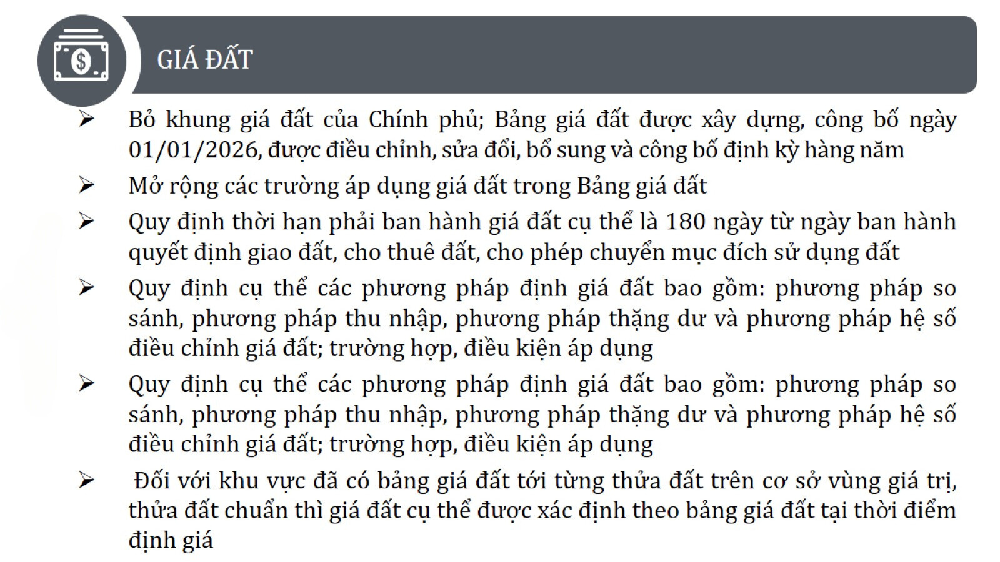 $
GIÁ ĐẤT
Bỏ khung giá đất của Chính phủ; Bảng giá đất được xây dựng, công bố ngày
01/01/2026, được điều chỉnh, sửa đổi, bổ sung và công bố định kỳ hàng năm
Mở rộng các trường áp dụng giá đất trong Bảng giá đất
Quy định thời hạn phải ban hành giá đất cụ thể là 180 ngày từ ngày ban hành
quyết định giao đất, cho thuê đất, cho phép chuyển mục đích sử dụng đất
Quy định cụ thể các phương pháp định giá đất bao gồm: phương pháp so
sánh, phương pháp thu nhập, phương pháp thặng dư và phương pháp hệ số
điều chỉnh giá đất; trường hợp, điều kiện áp dụng
Quy định cụ thể các phương pháp định giá đất bao gồm: phương pháp so
sánh, phương pháp thu nhập, phương pháp thặng dư và phương pháp hệ số
điều chỉnh giá đất; trường hợp, điều kiện áp dụng
Đối với khu vực đã có bảng giá đất tới từng thửa đất trên cơ sở vùng giá trị,
thửa đất chuẩn thì giá đất cụ thể được xác định theo bảng giá đất tại thời điểm
định giá